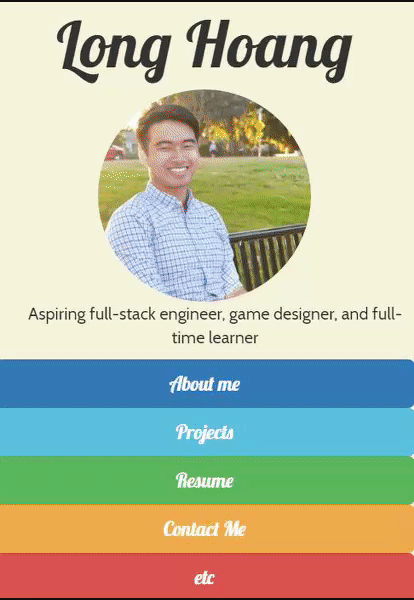 Long Hoang
Aspiring full-stack engineer, game designer, and full-
time learner
About me
Projects
Resume
Contact Me
etc